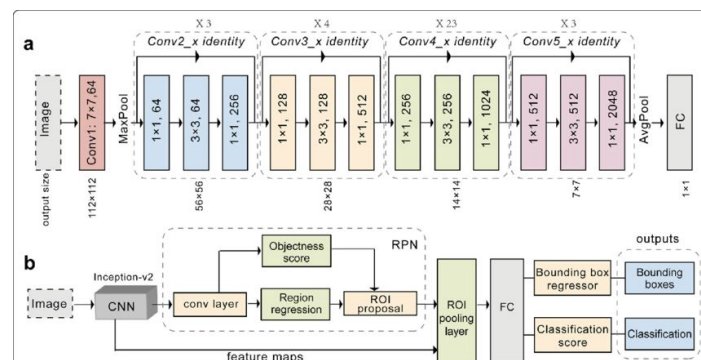 X 3
X 4
X 23
X 3
a
Conv2_x identity
Conv3_x identity
Conv4_x identity
Conv5_x identity
Image
Conv1: 7×7,64
MaxPool
1×1, 64
3×3, 64
1×1, 256
1×1, 128
3×3, 128
1×1, 512
1×1, 256
3×3, 256
1×1, 1024
1×1, 512
3×3, 512
1×1, 2048
AvgPool
FC
output size
112×112
56×56
28×28
14×14
7×7
1×1
b
RPN
outputs
Inception-v2
Objectness
score
Image
CNN
conv layer
Region
regression
ROI
proposal
ROI
pooling
layer
FC
Bounding box
regressor
Bounding
boxes
Classification
score
Classification
feature maps